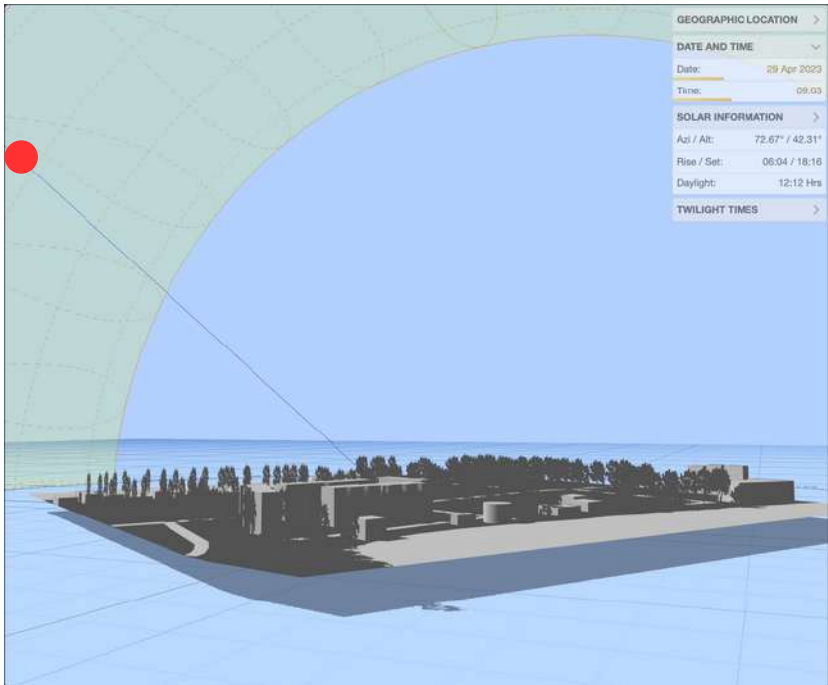 GEOGRAPHIC LOCATION
DATE AND TIME
Date: 29 Apr 2023
Time: 09:03
SOLAR INFORMATION
Azi / Alt: 72.67° / 42.31°
Rise / Set: 06:04 / 18:16
Daylight: 12:12 Hrs
TWILIGHT TIMES